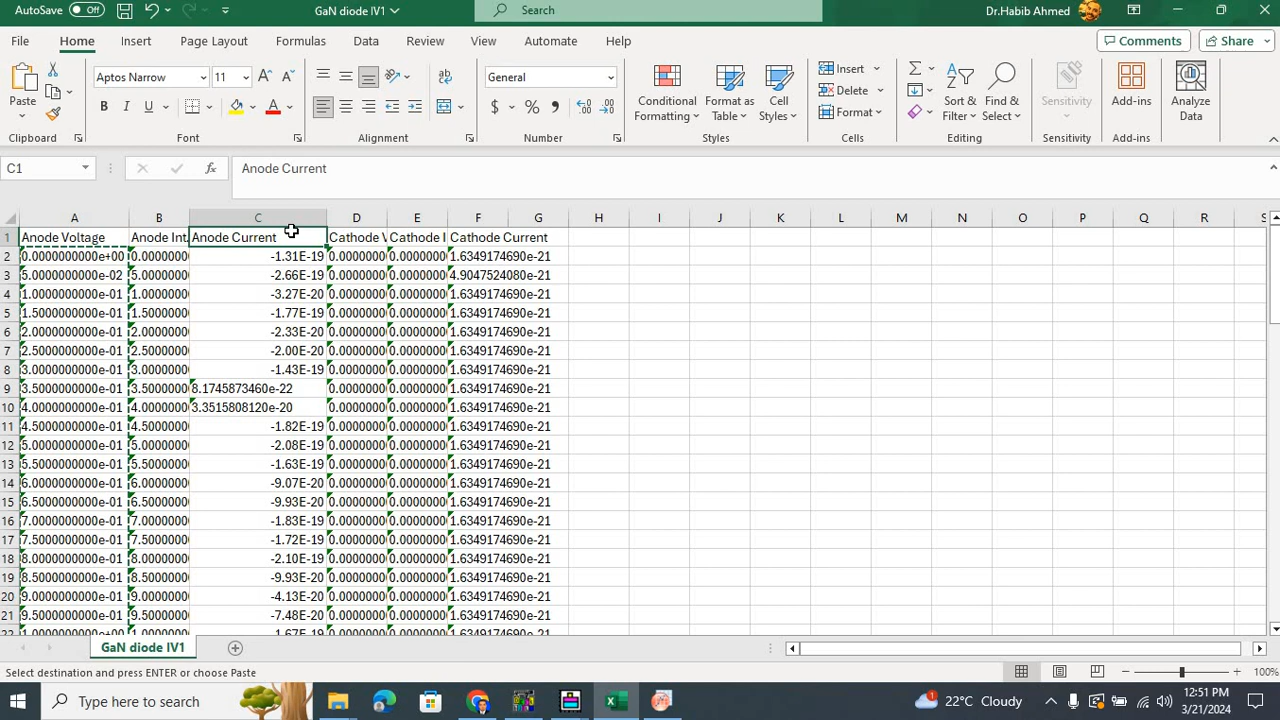 AutoSave Off GaN diode IV1 Search Dr.Habib Ahmed
File Home Insert Page Layout Formulas Data Review View Automate Help Comments Share
Paste Aptos Narrow 11 A A ab General Conditional Formatting Format as Table Cell Styles Insert Delete Format Sort & Filter Find & Select Sensitivity Add-ins Analyze Data
B I U A $ % 9
Clipboard Font Alignment Number Styles Cells Editing Sensitivity Add-ins
C1 fx Anode Current
A B C D E F G H I J K L M N O P Q R S
1 Anode Voltage Anode Int. Anode Current Cathode V Cathode I Cathode Current
2 0.0000000000e+00 0.0000000 -1.31E-19 0.0000000 0.0000000 1.6349174690e-21
3 5.0000000000e-02 5.0000000 -2.66E-19 0.0000000 0.0000000 4.9047524080e-21
4 1.0000000000e-01 1.0000000 -3.27E-20 0.0000000 0.0000000 1.6349174690e-21
5 1.5000000000e-01 1.5000000 -1.77E-19 0.0000000 0.0000000 1.6349174690e-21
6 2.0000000000e-01 2.0000000 -2.33E-20 0.0000000 0.0000000 1.6349174690e-21
7 2.5000000000e-01 2.5000000 -2.00E-20 0.0000000 0.0000000 1.6349174690e-21
8 3.0000000000e-01 3.0000000 -1.43E-19 0.0000000 0.0000000 1.6349174690e-21
9 3.5000000000e-01 3.5000000 8.1745873460e-22 0.0000000 0.0000000 1.6349174690e-21
10 4.0000000000e-01 4.0000000 3.3515808120e-20 0.0000000 0.0000000 1.6349174690e-21
11 4.5000000000e-01 4.5000000 -1.82E-19 0.0000000 0.0000000 1.6349174690e-21
12 5.0000000000e-01 5.0000000 -2.08E-19 0.0000000 0.0000000 1.6349174690e-21
13 5.5000000000e-01 5.5000000 -1.63E-19 0.0000000 0.0000000 1.6349174690e-21
14 6.0000000000e-01 6.0000000 -9.07E-20 0.0000000 0.0000000 1.6349174690e-21
15 6.5000000000e-01 6.5000000 -9.93E-20 0.0000000 0.0000000 1.6349174690e-21
16 7.0000000000e-01 7.0000000 -1.83E-19 0.0000000 0.0000000 1.6349174690e-21
17 7.5000000000e-01 7.5000000 -1.72E-19 0.0000000 0.0000000 1.6349174690e-21
18 8.0000000000e-01 8.0000000 -2.10E-19 0.0000000 0.0000000 1.6349174690e-21
19 8.5000000000e-01 8.5000000 -9.93E-20 0.0000000 0.0000000 1.6349174690e-21
20 9.0000000000e-01 9.0000000 -4.13E-20 0.0000000 0.0000000 1.6349174690e-21
21 9.5000000000e-01 9.5000000 -7.48E-20 0.0000000 0.0000000 1.6349174690e-21
GaN diode IV1
Select destination and press ENTER or choose Paste 100%
Type here to search 22°C Cloudy 12:51 PM
3/21/2024